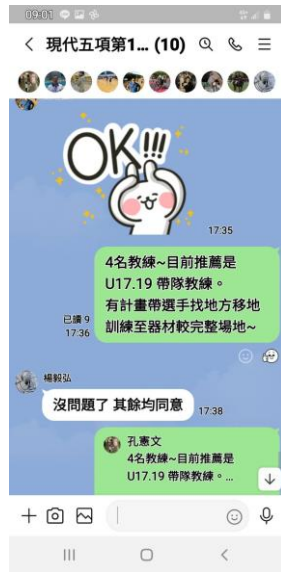 09:01
現代五項第1... (10)
OK!!!
17:35
4名教練~目前推薦是
U17.19 帶隊教練。
有計畫帶選手找地方移地
訓練至器材較完整場地~
已讀 9
17:36
楊毅弘
沒問題了 其餘均同意
17:38
孔憲文
4名教練~目前推薦是
U17.19 帶隊教練。...